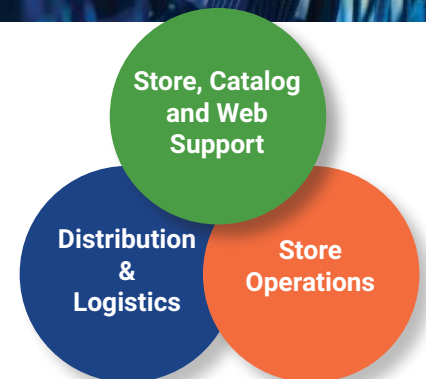 Store, Catalog
and Web
Support
Distribution
&
Logistics
Store
Operations